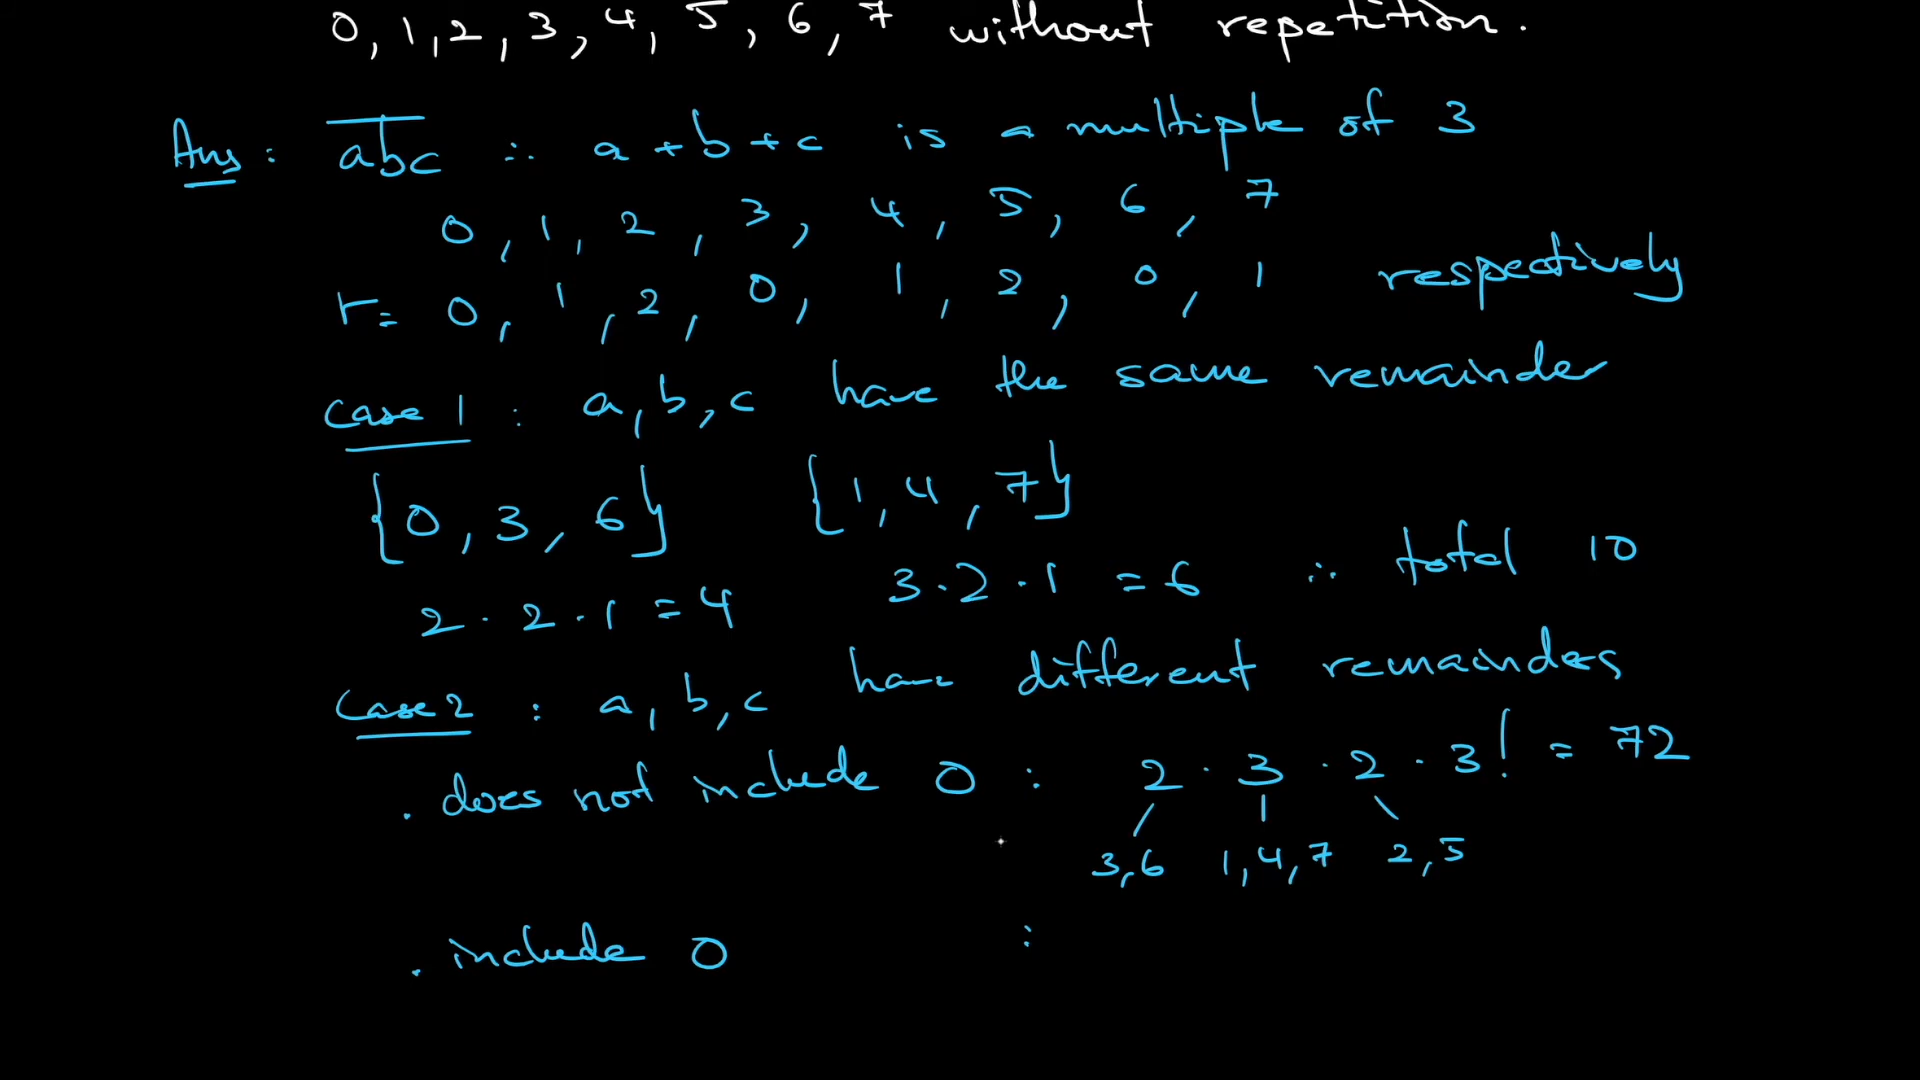 0, 1, 2, 3, 4, 5, 6, 7 without repetition.
Ans: abc ∴ a + b + c is a multiple of 3
0, 1, 2, 3, 4, 5, 6, 7
r= 0, 1, 2, 0, 1, 2, 0, 1 respectively
Case 1 : a, b, c have the same remainder
{0, 3, 6} {1, 4, 7}
2 · 2 · 1 = 4 3 · 2 · 1 = 6 ∴ total 10
Case 2 : a, b, c have different remainders
· does not include 0 : 2 · 3 · 2 · 3! = 72
3,6 1,4,7 2,5
· include 0 :